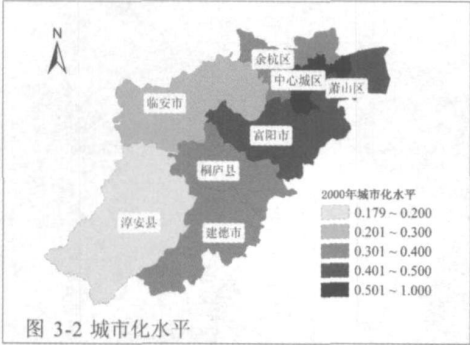 N
余杭区
中心城区
萧山区
临安市
富阳市
桐庐县
淳安县
建德市
2000年城市化水平
0.179 ~ 0.200
0.201 ~ 0.300
0.301 ~ 0.400
0.401 ~ 0.500
0.501 ~ 1.000
图 3-2 城市化水平